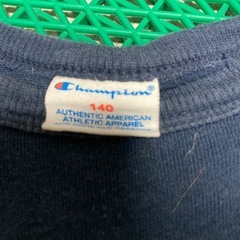 Champion
140
AUTHENTIC AMERICAN
ATHLETIC APPAREL